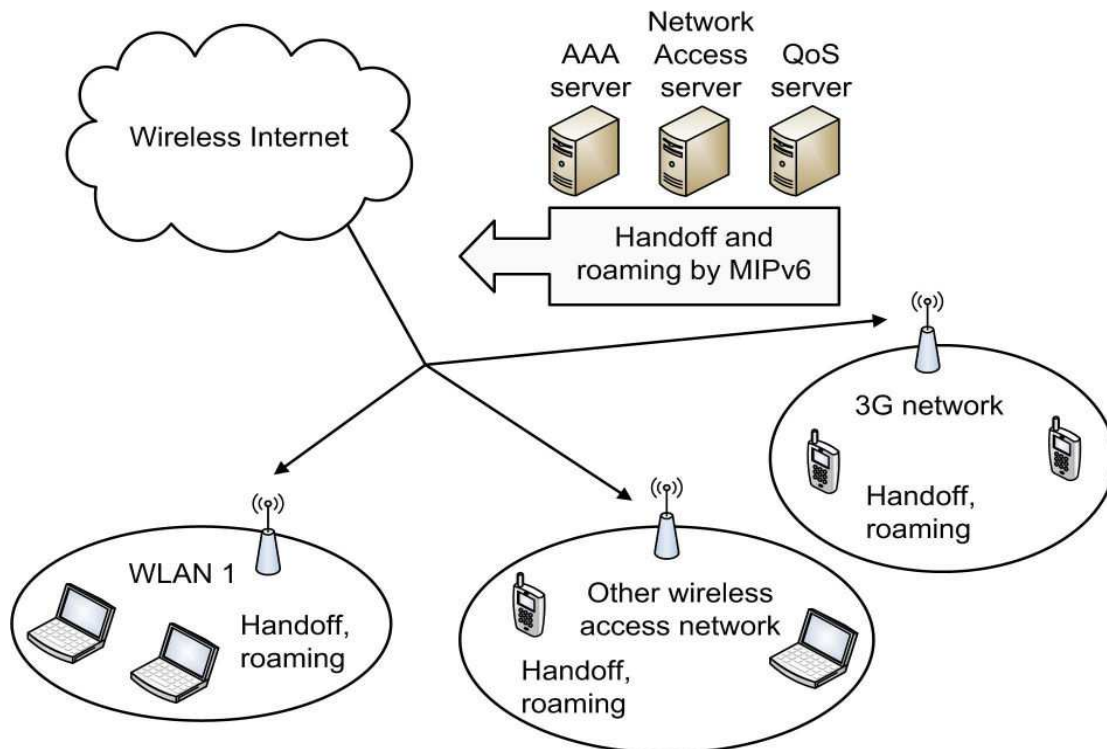 Wireless Internet
AAA
server
Network
Access
server
QoS
server
Handoff and
roaming by MIPv6
3G network
Handoff,
roaming
WLAN 1
Handoff,
roaming
Other wireless
access network
Handoff,
roaming